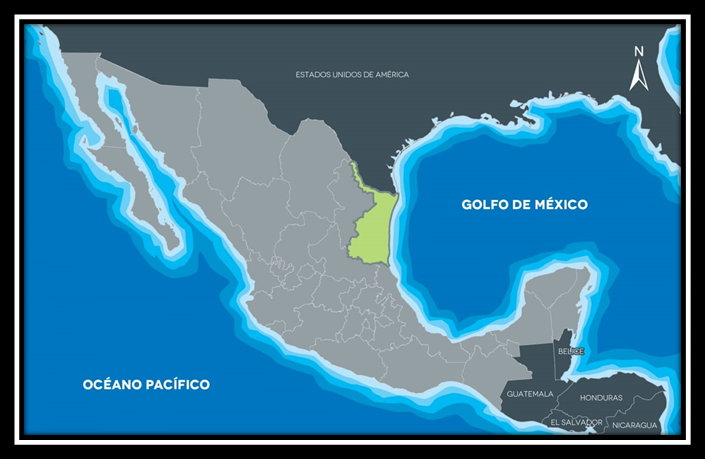 N
ESTADOS UNIDOS DE AMÉRICA
GOLFO DE MÉXICO
BELICE
OCÉANO PACÍFICO
GUATEMALA
HONDURAS
EL SALVADOR
NICARAGUA